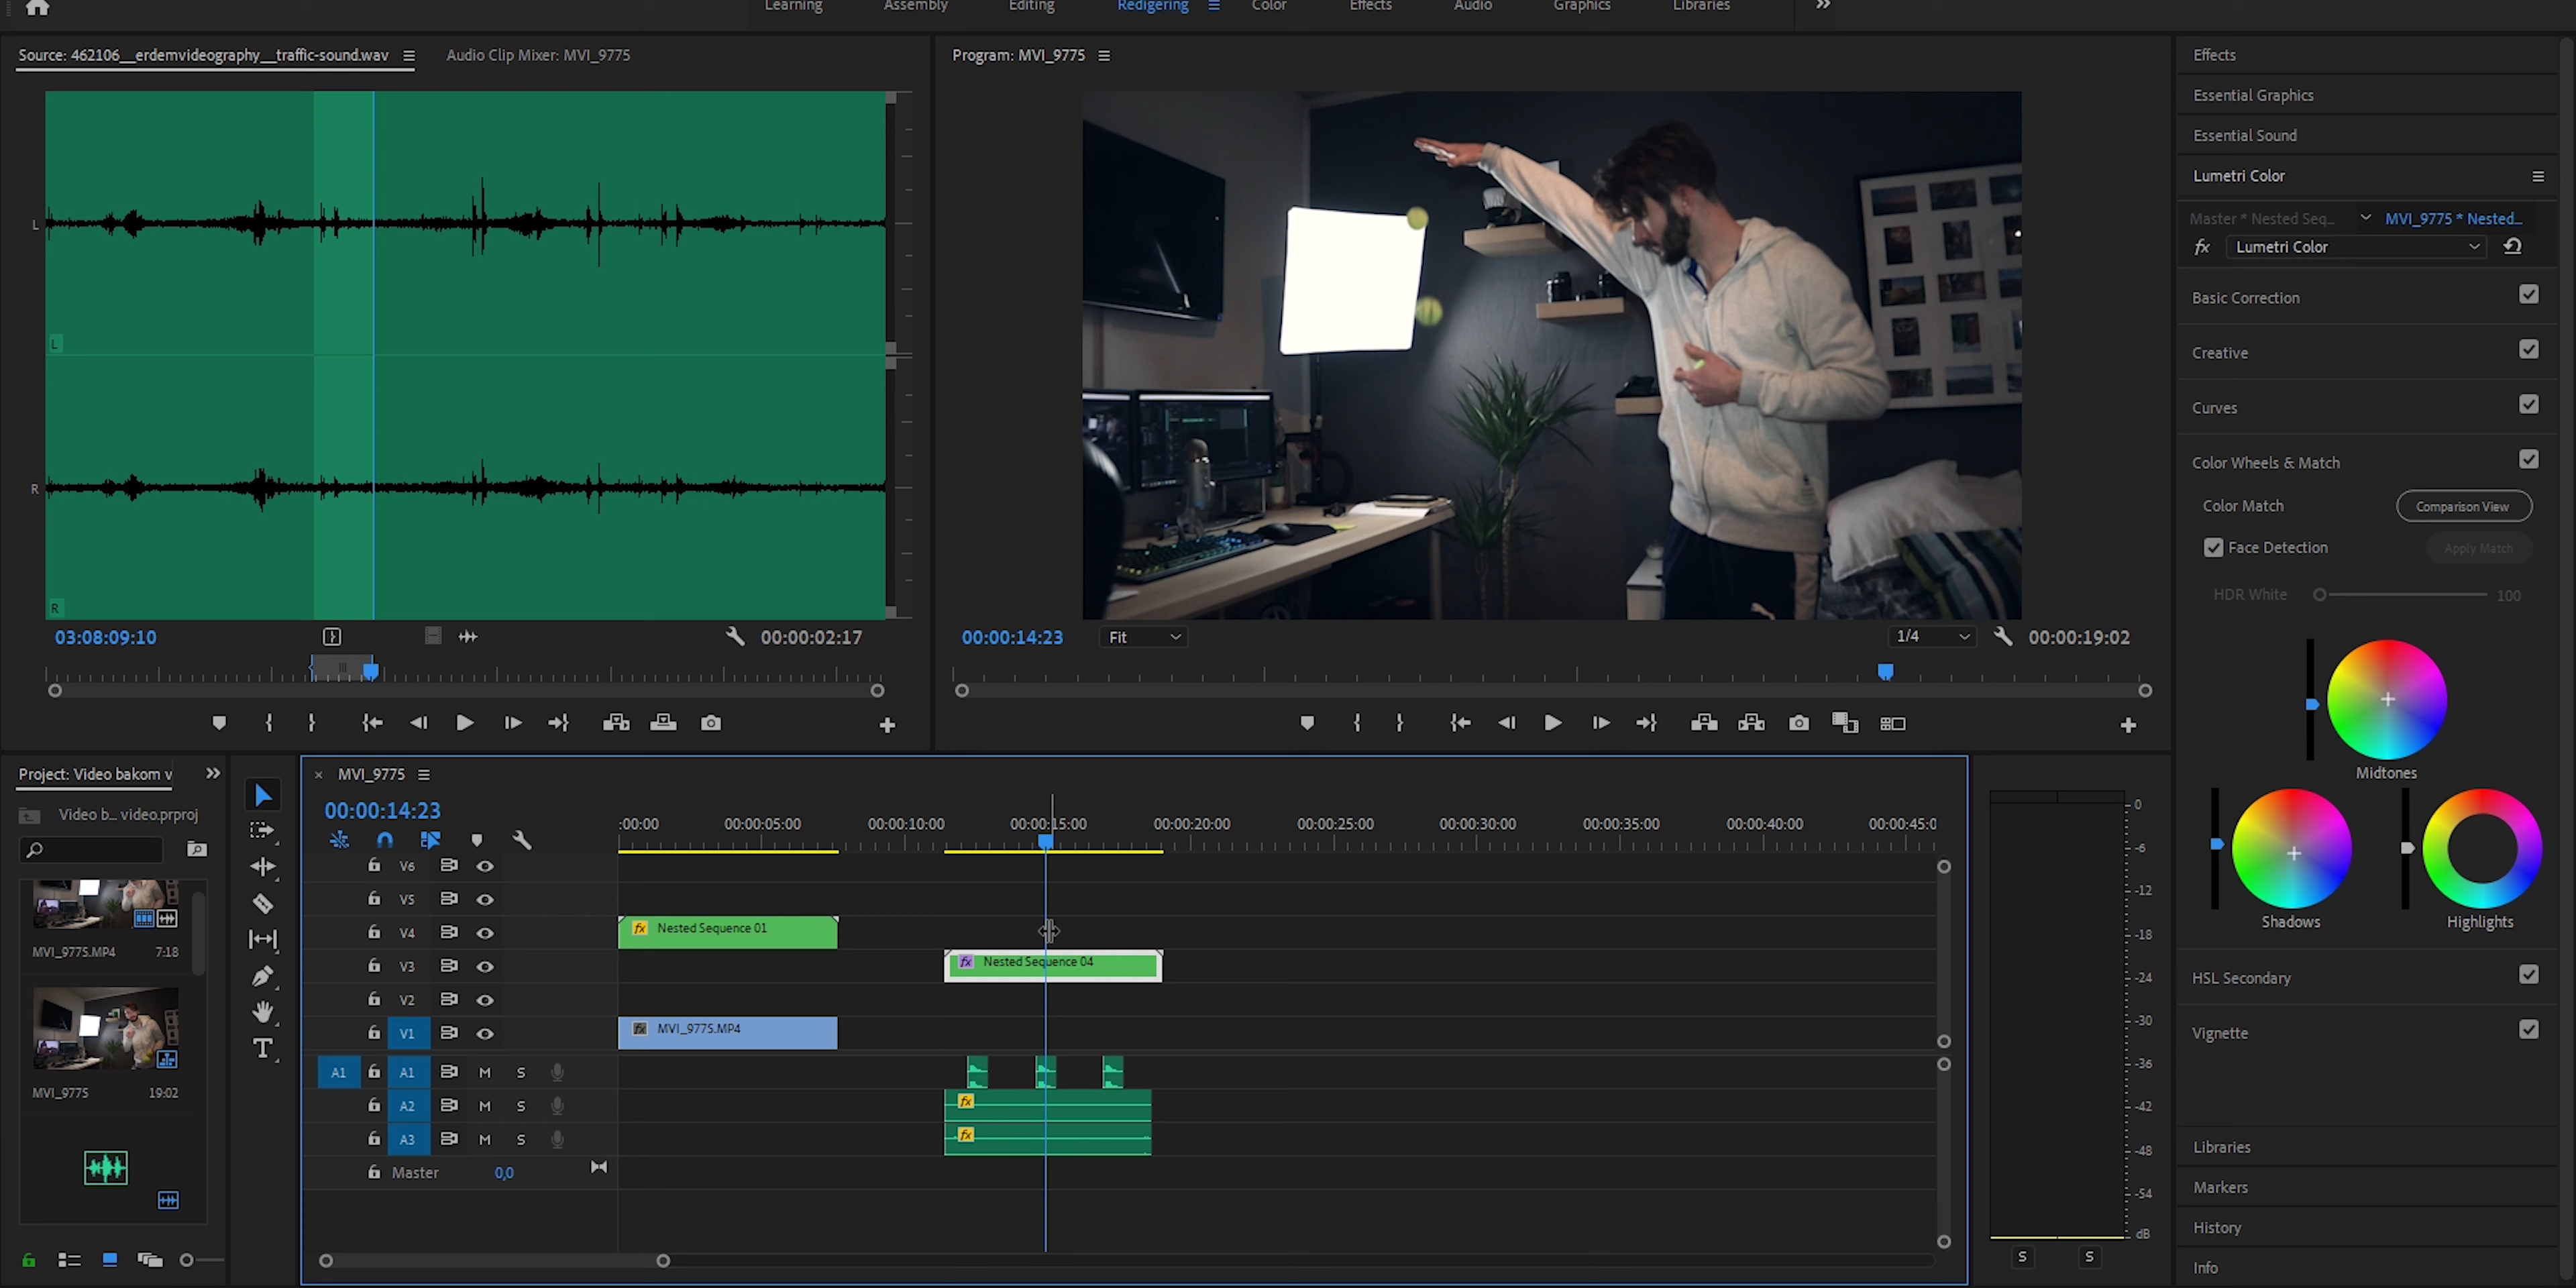 Learning Assembly Editing Redigering Color Effects Audio Graphics Libraries
Source: 462106__erdemvideography__traffic-sound.wav
Audio Clip Mixer: MVI_9775
L
L
R
R
03:08:09:10
00:00:02:17
Program: MVI_9775
00:00:14:23
Fit
1/4
00:00:19:02
Effects
Essential Graphics
Essential Sound
Lumetri Color
Master * Nested Seq...
MVI_9775 * Nested...
fx
Lumetri Color
Basic Correction
Creative
Curves
Color Wheels & Match
Color Match
Comparison View
Face Detection
Apply Match
HDR White
100
Midtones
Shadows
Highlights
HSL Secondary
Vignette
Libraries
Markers
History
Info
Project: Video bakom v
Video b... video.prproj
MVI_9775.MP4
7:18
MVI_9775
19:02
T
MVI_9775
00:00:14:23
:00:00 00:00:05:00 00:00:10:00 00:00:15:00 00:00:20:00 00:00:25:00 00:00:30:00 00:00:35:00 00:00:40:00 00:00:45:0
V6
V5
V4
fx Nested Sequence 01
V3
fx Nested Sequence 04
V2
V1
fx MVI_9775.MP4
A1 A1 M S
A2 M S
fx
A3 M S
fx
Master
0,0
0
-6
-12
-18
-24
-30
-36
-42
-48
-54
dB
S S